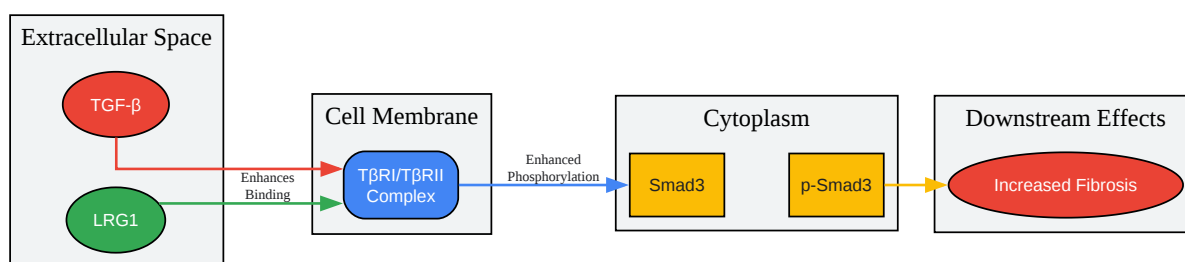 Extracellular Space
TGF-β
LRG1
Enhances
Binding
Cell Membrane
TβRI/TβRII
Complex
Enhanced
Phosphorylation
Cytoplasm
Smad3
p-Smad3
Downstream Effects
Increased Fibrosis